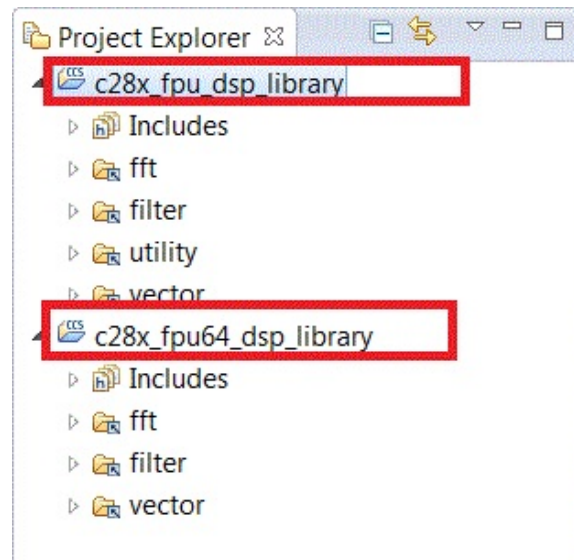 Project Explorer
c28x_fpu_dsp_library
Includes
fft
filter
utility
vector
c28x_fpu64_dsp_library
Includes
fft
filter
vector